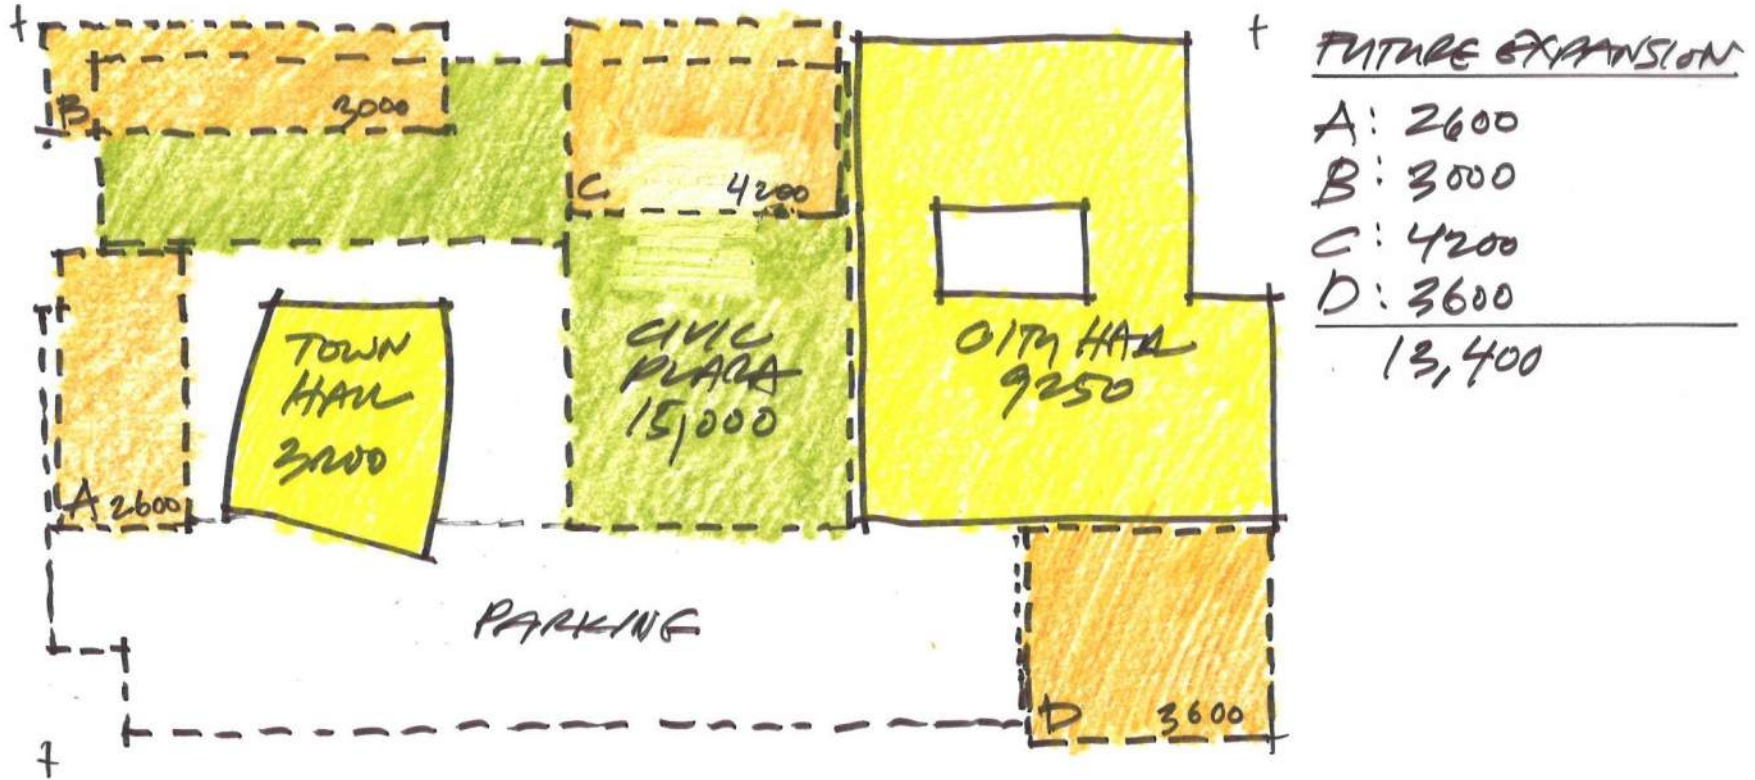 FUTURE EXPANSION
A: 2600
B: 3000
C: 4200
D: 3600
13,400
B 3000
C 4200
TOWN
HALL
3200
CIVIC
PLAZA
15,000
CITY HALL
9250
A 2600
PARKING
D 3600